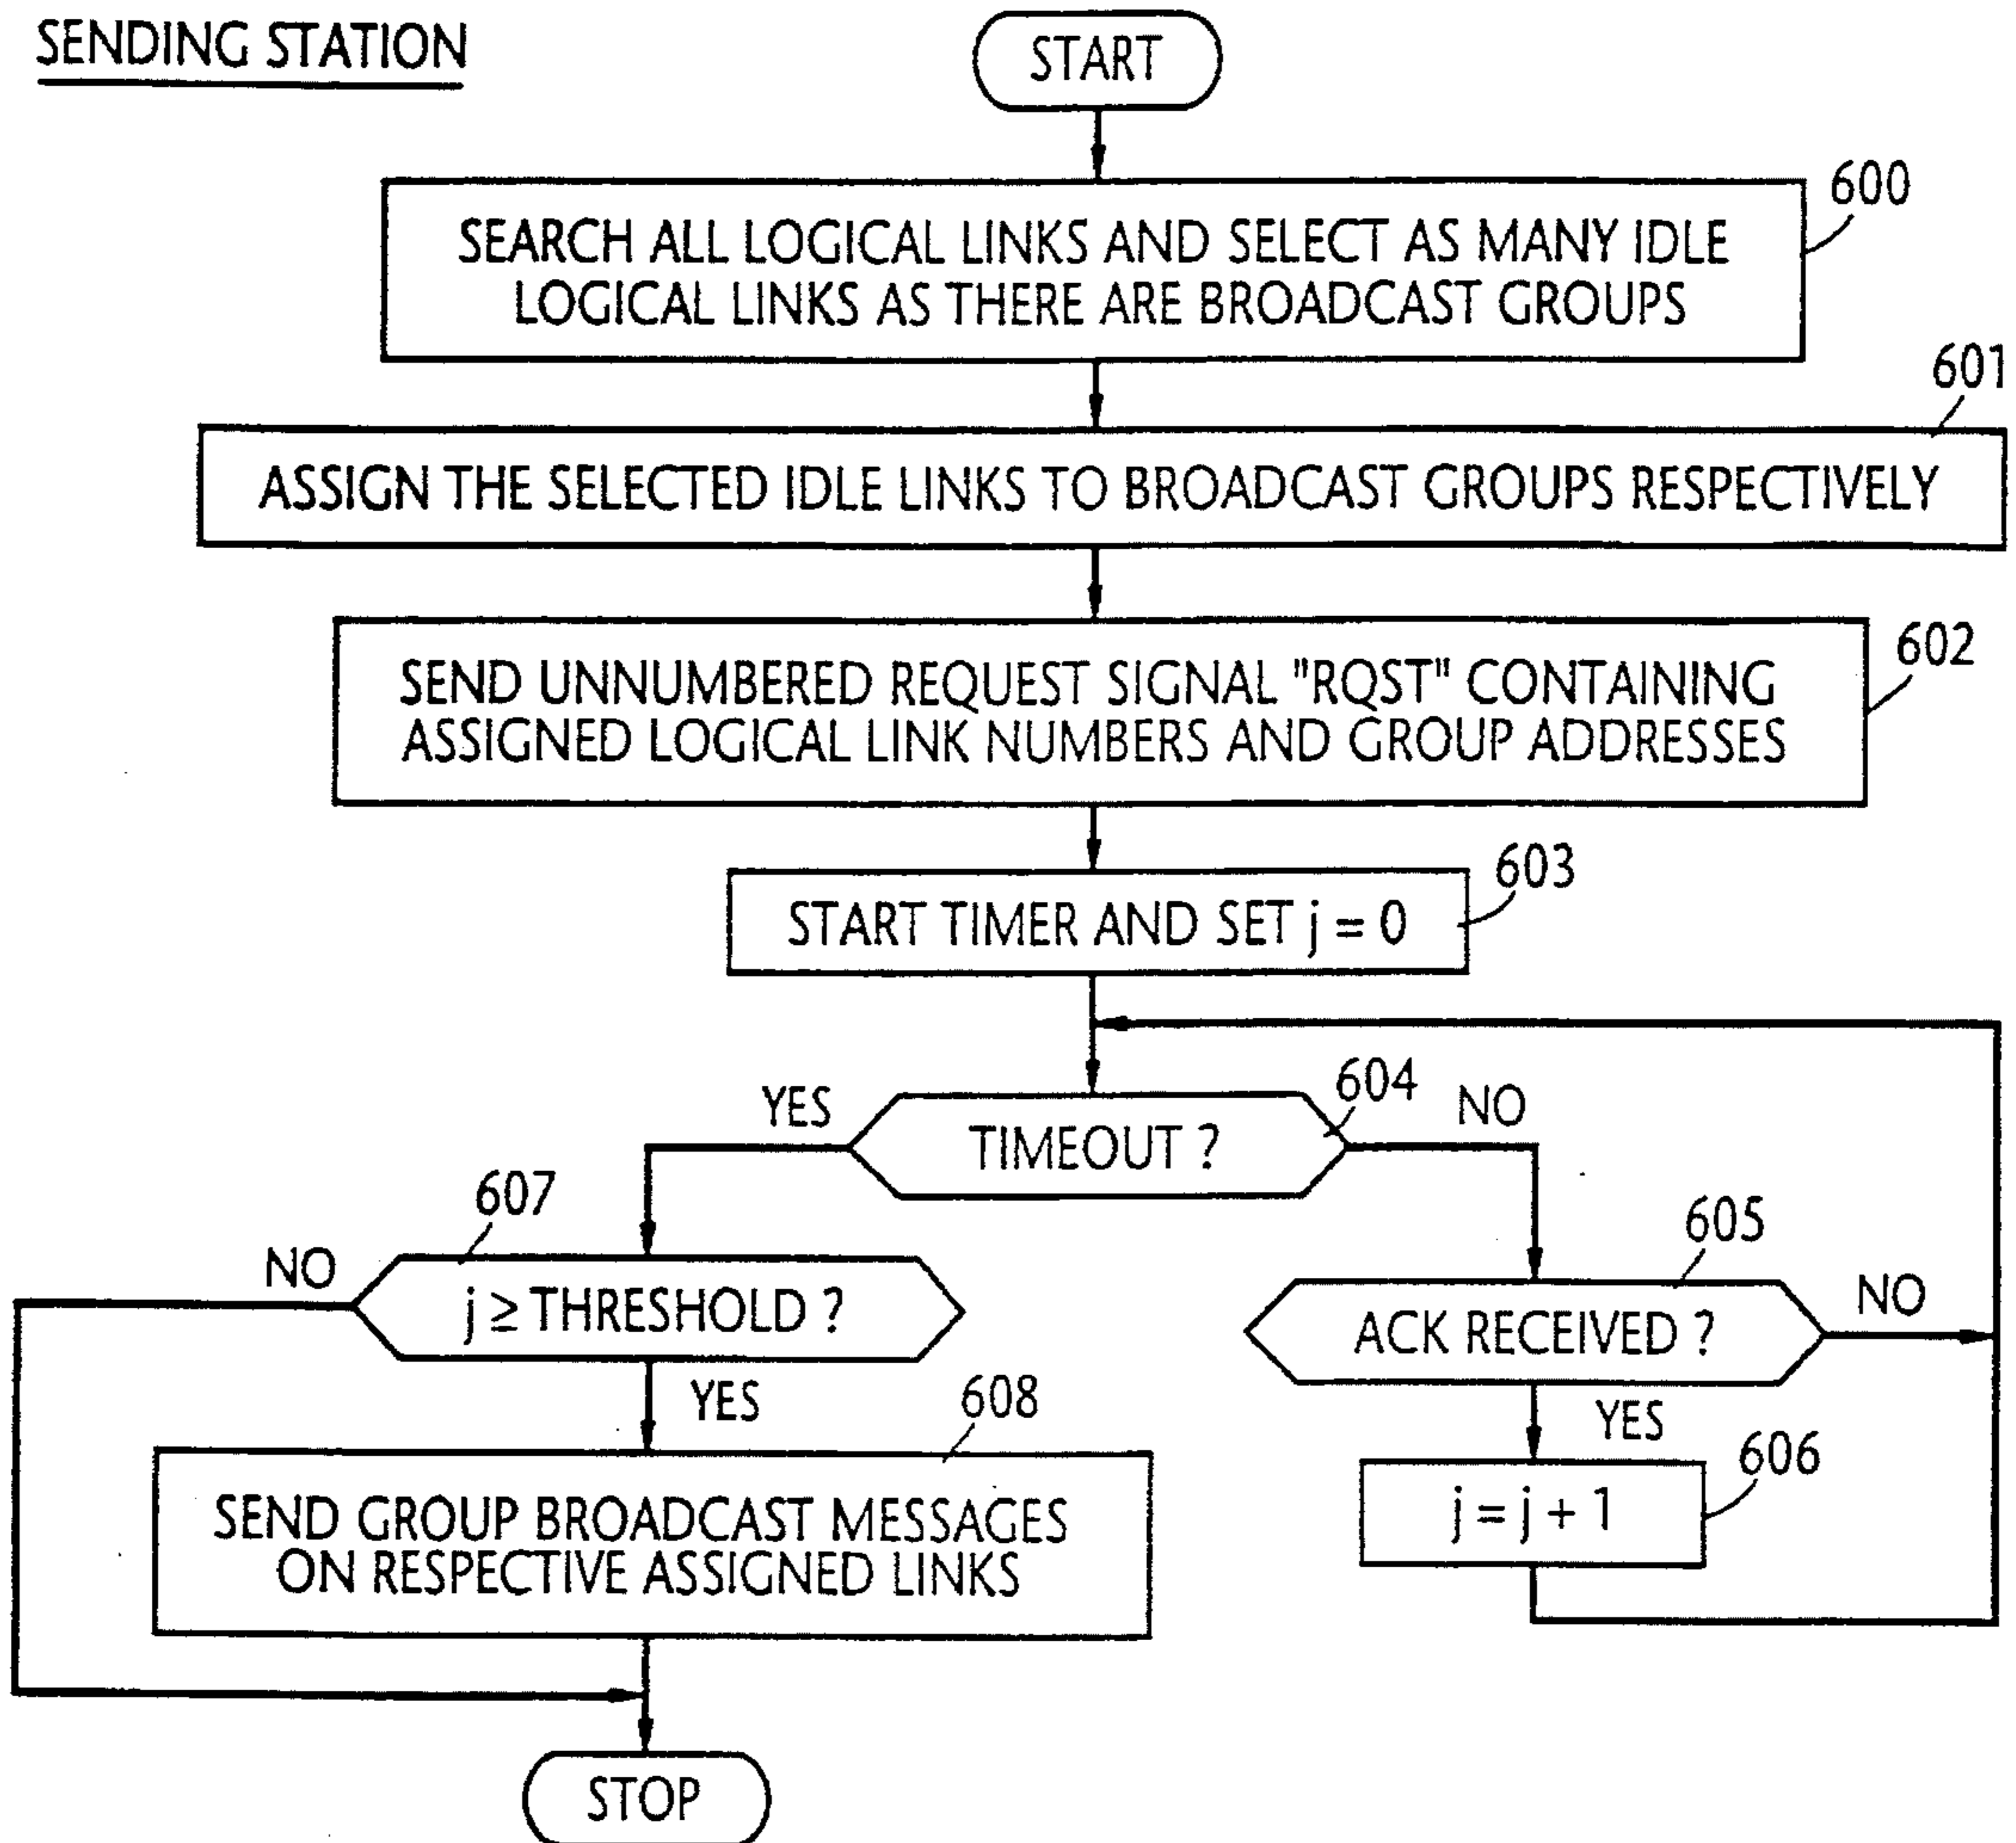 SENDING STATION
START
600
SEARCH ALL LOGICAL LINKS AND SELECT AS MANY IDLE
LOGICAL LINKS AS THERE ARE BROADCAST GROUPS
601
ASSIGN THE SELECTED IDLE LINKS TO BROADCAST GROUPS RESPECTIVELY
602
SEND UNNUMBERED REQUEST SIGNAL "RQST" CONTAINING
ASSIGNED LOGICAL LINK NUMBERS AND GROUP ADDRESSES
603
START TIMER AND SET j = 0
604
YES
NO
TIMEOUT ?
607
605
NO
j ≥ THRESHOLD ?
ACK RECEIVED ?
NO
YES
YES
608
606
SEND GROUP BROADCAST MESSAGES
ON RESPECTIVE ASSIGNED LINKS
j = j + 1
STOP